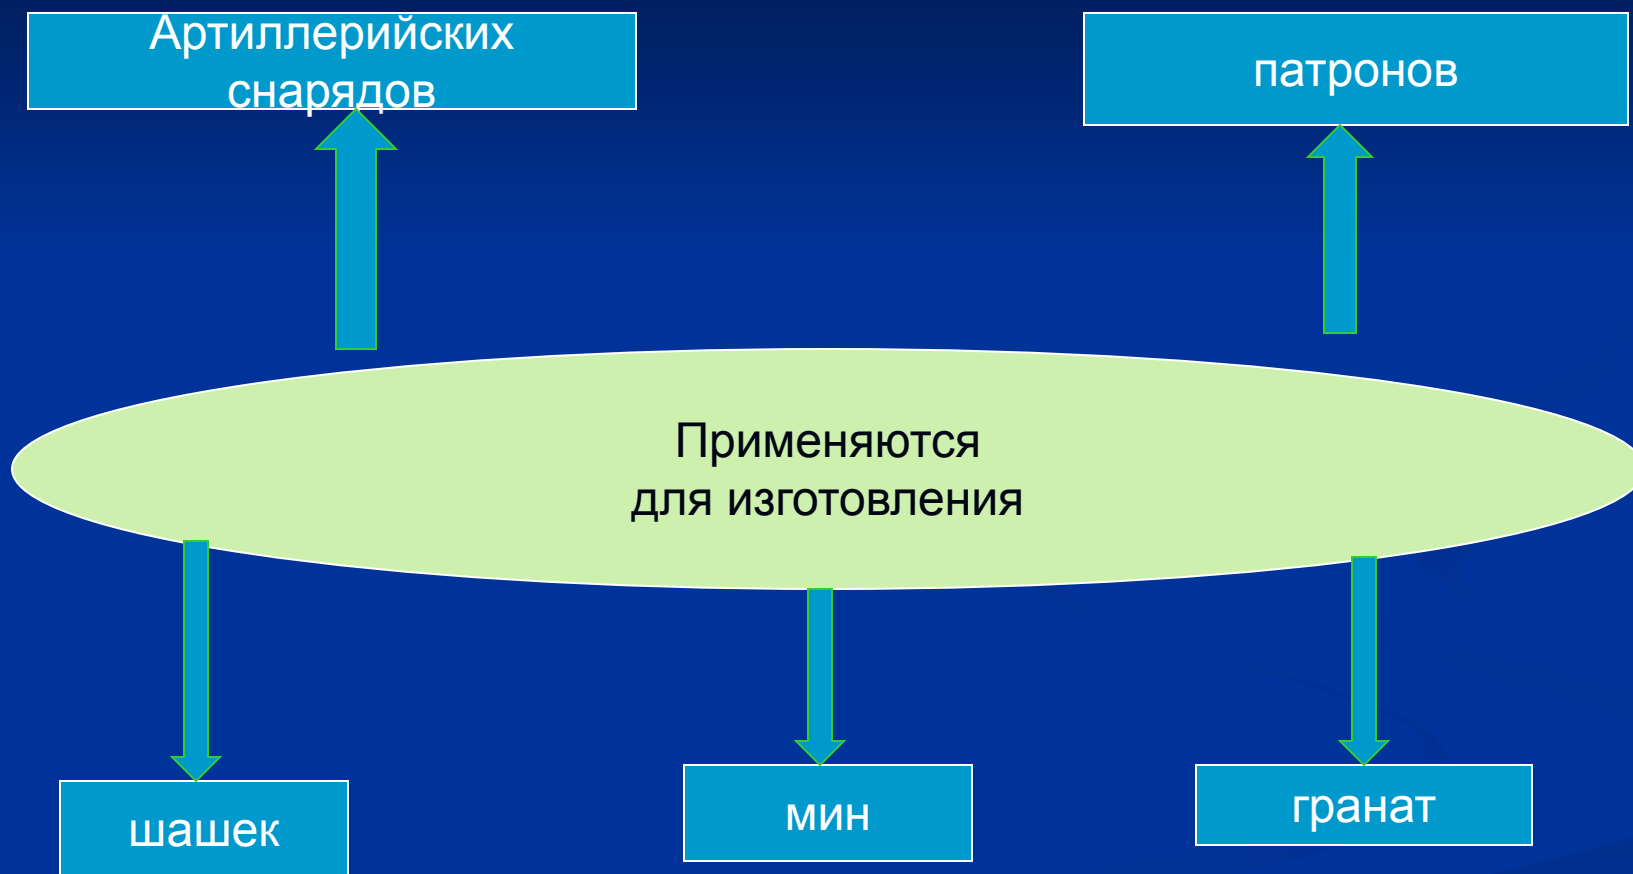 Артиллерийских
снарядов
патронов
Применяются
для изготовления
шашек
мин
гранат